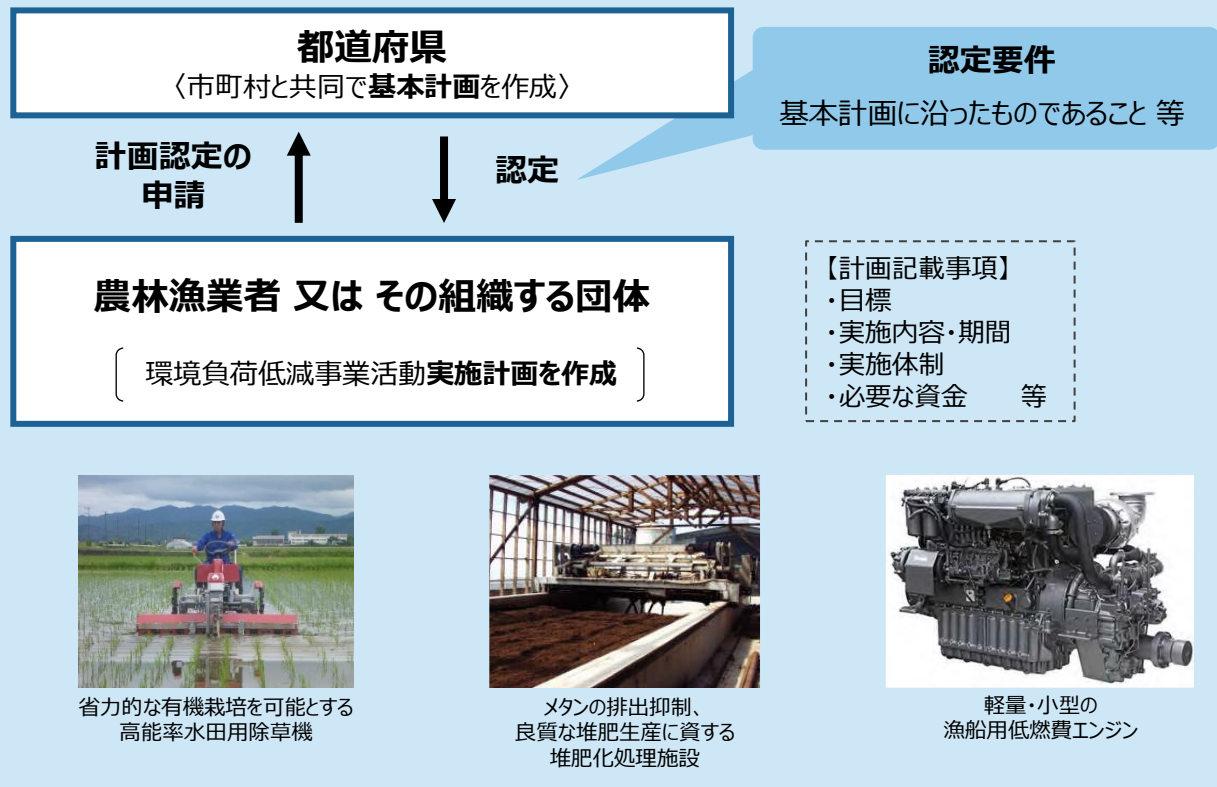 都道府県
〈市町村と共同で基本計画を作成〉
認定要件
基本計画に沿ったものであること 等
計画認定の
申請
認定
農林漁業者 又は その組織する団体
環境負荷低減事業活動実施計画を作成
【計画記載事項】
・目標
・実施内容・期間
・実施体制
・必要な資金　　等
省力的な有機栽培を可能とする
高能率水田用除草機
メタンの排出抑制、
良質な堆肥生産に資する
堆肥化処理施設
軽量・小型の
漁船用低燃費エンジン